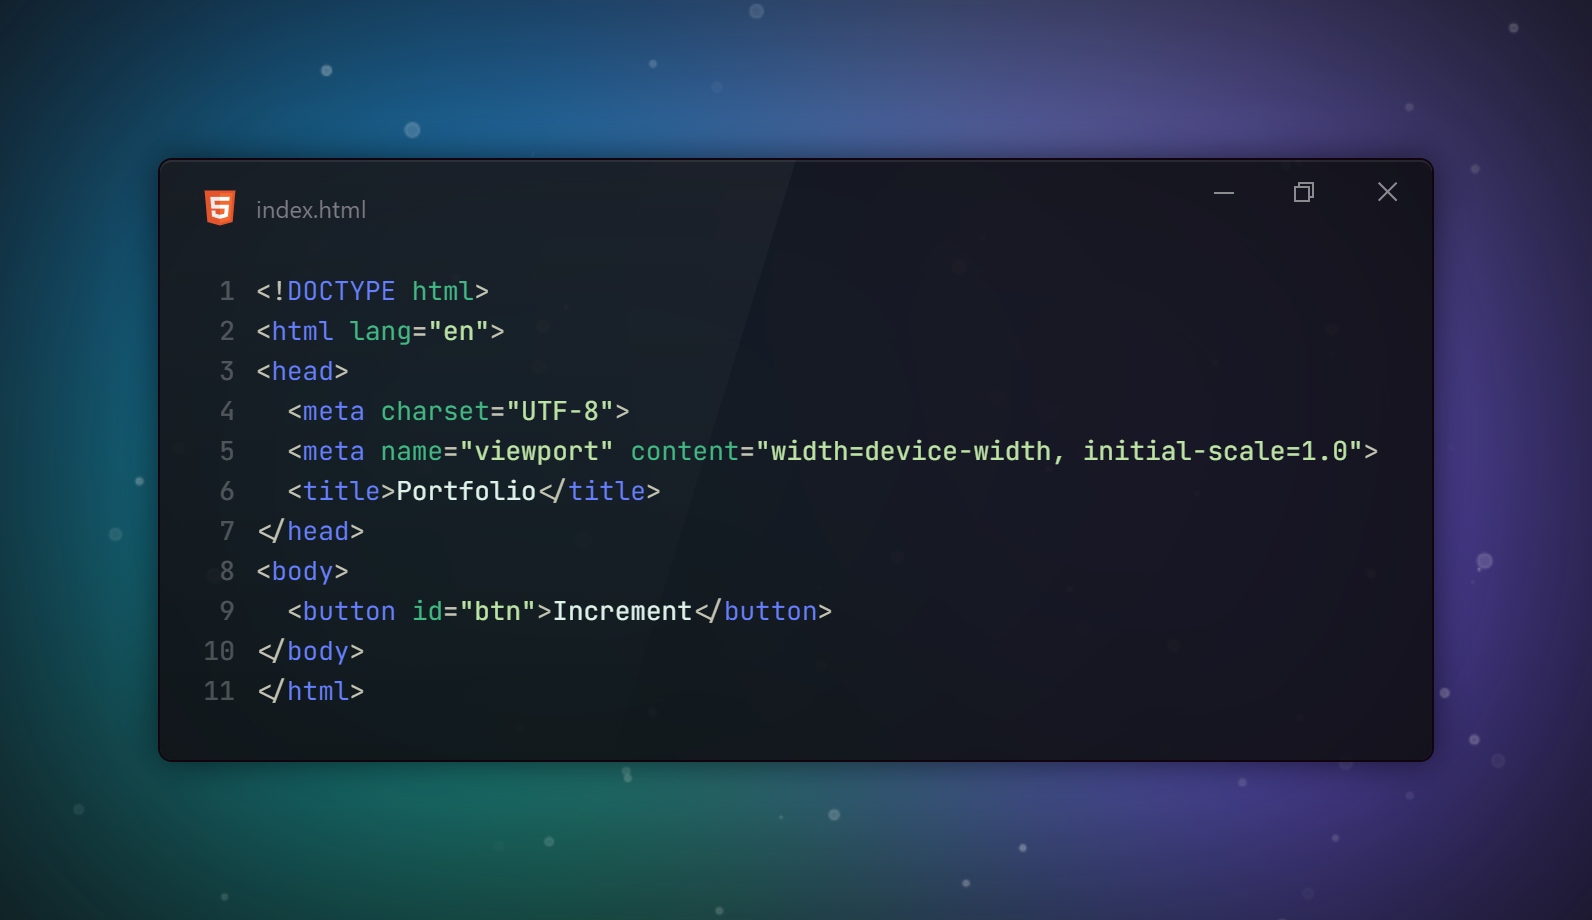 index.html
1 <!DOCTYPE html>
2 <html lang="en">
3 <head>
4   <meta charset="UTF-8">
5   <meta name="viewport" content="width=device-width, initial-scale=1.0">
6   <title>Portfolio</title>
7 </head>
8 <body>
9   <button id="btn">Increment</button>
10 </body>
11 </html>